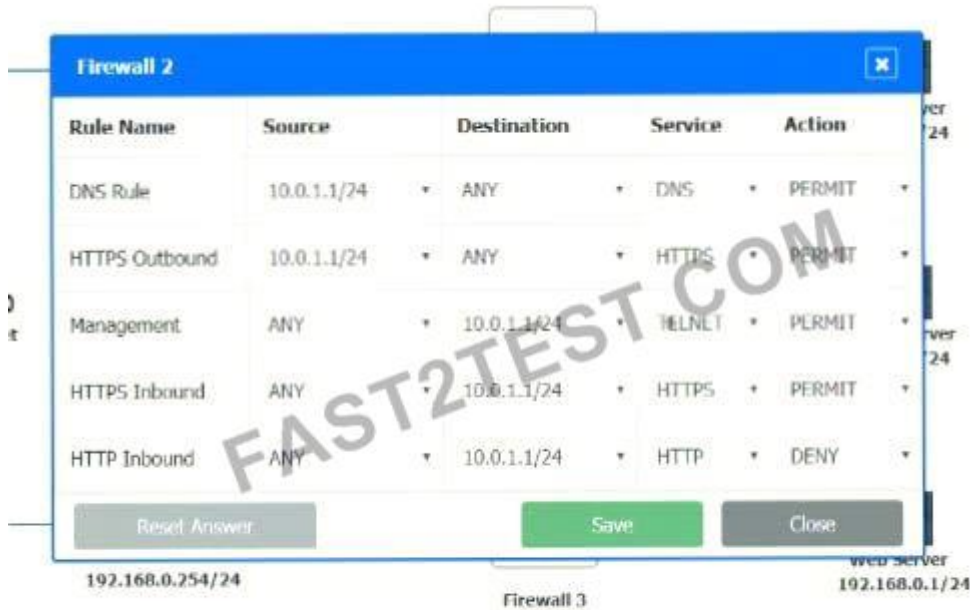 Firewall 2
Rule Name Source Destination Service Action
DNS Rule 10.0.1.1/24 ANY DNS PERMIT
HTTPS Outbound 10.0.1.1/24 ANY HTTPS PERMIT
Management ANY 10.0.1.1/24 TELNET PERMIT
HTTPS Inbound ANY 10.0.1.1/24 HTTPS PERMIT
HTTP Inbound ANY 10.0.1.1/24 HTTP DENY
FAST2TEST COM
Reset Answer Save Close
192.168.0.254/24
Firewall 3
Web Server
192.168.0.1/24
ver
24
ver
24